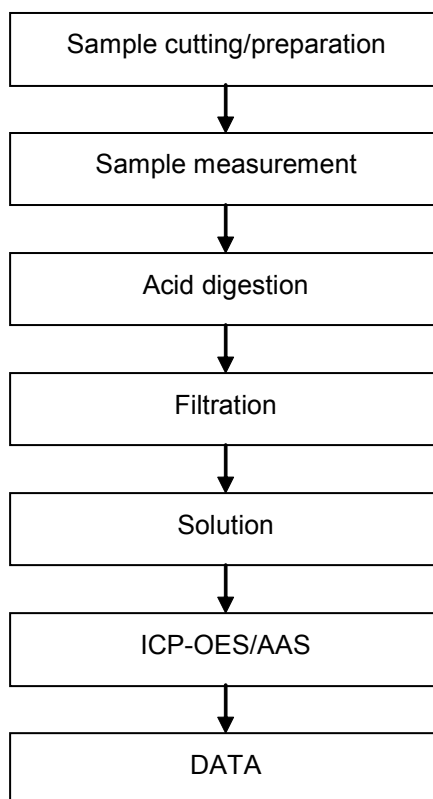 Sample cutting/preparation
Sample measurement
Acid digestion
Filtration
Solution
ICP-OES/AAS
DATA